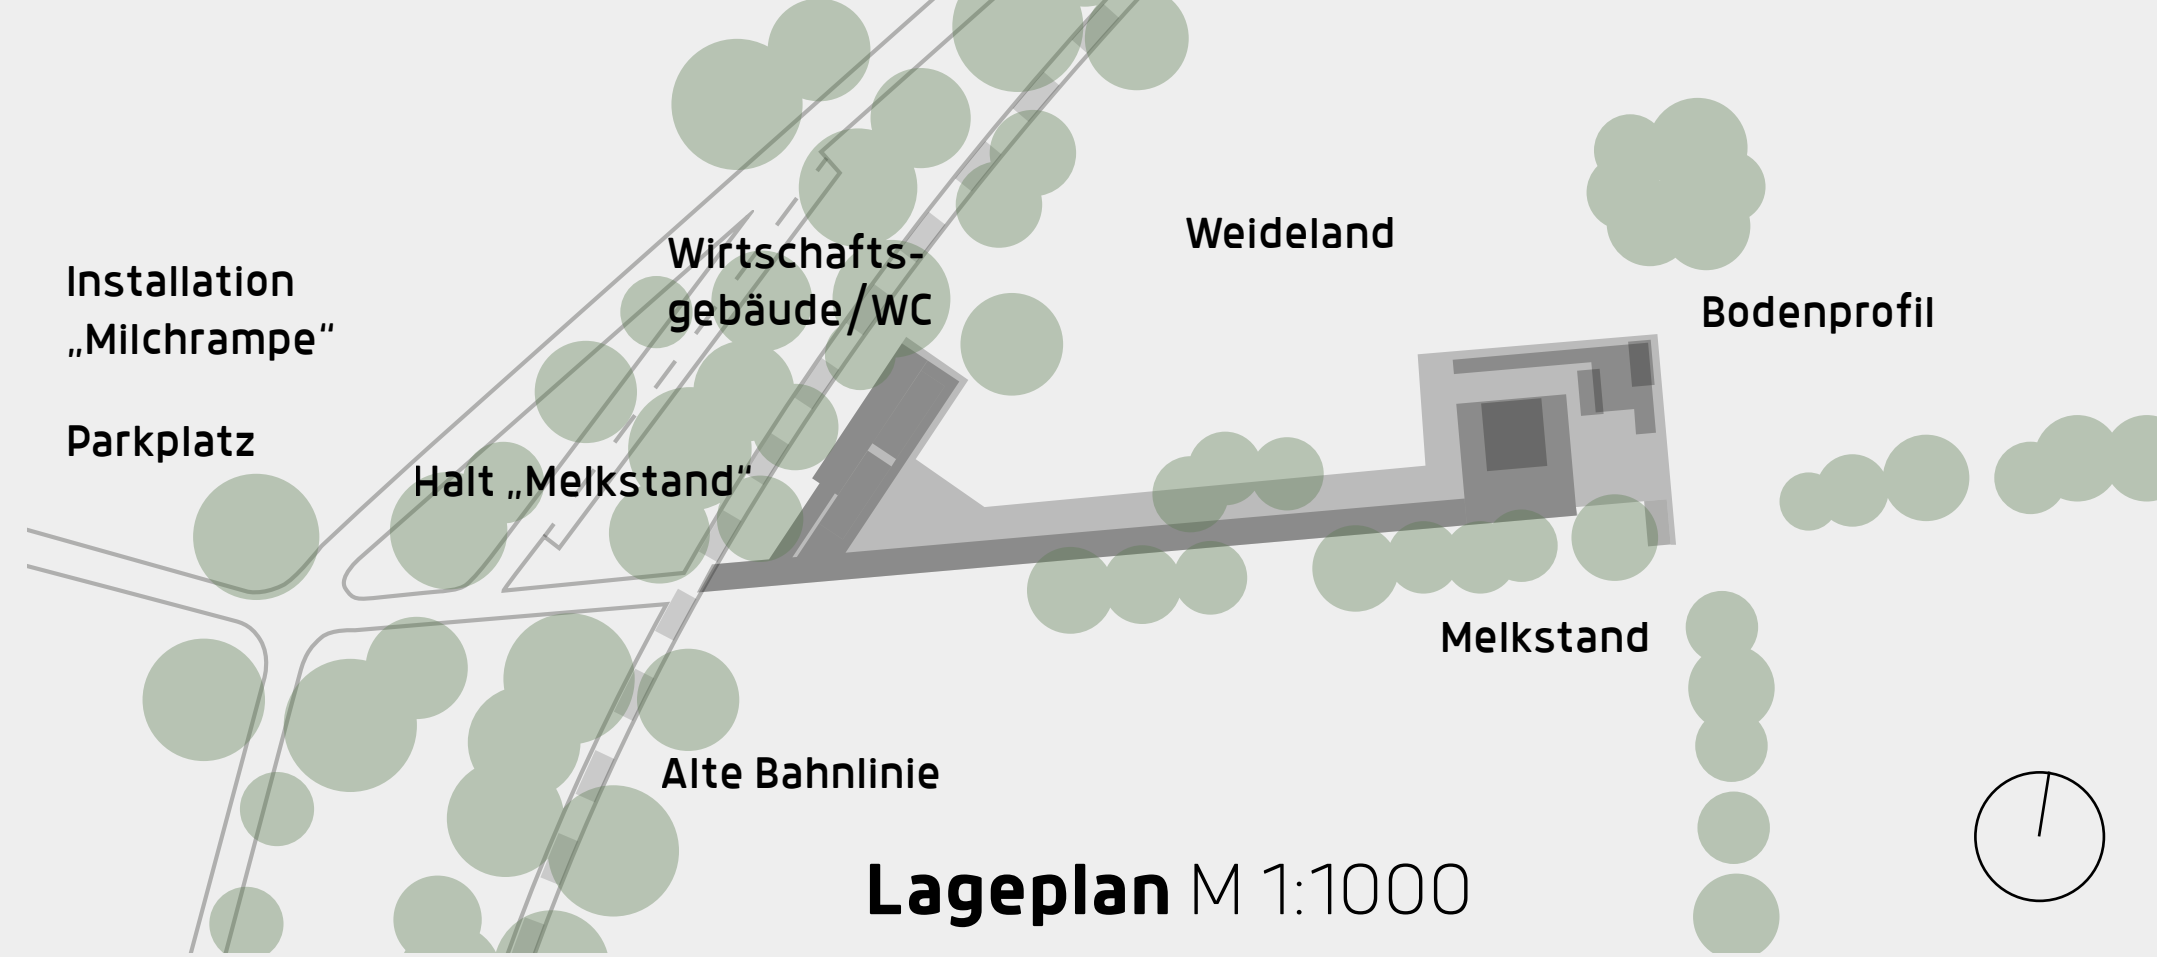 Installation
„Milchrampe“
Parkplatz
Wirtschafts-
gebäude/WC
Halt „Melkstand“
Weideland
Bodenprofil
Melkstand
Alte Bahnlinie
Lageplan M 1:1000